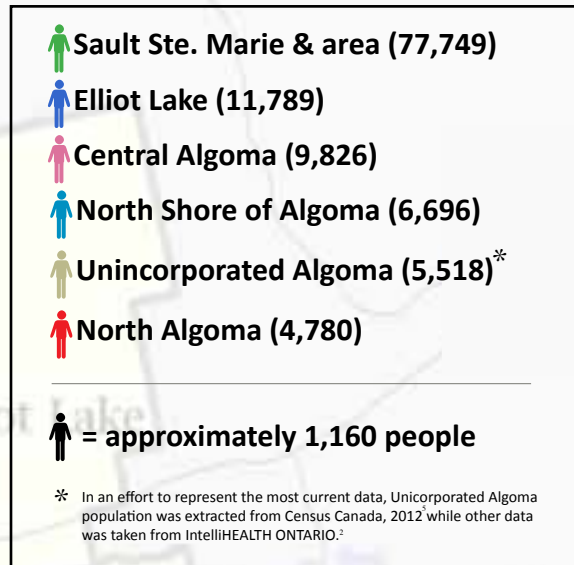 Sault Ste. Marie & area (77,749)
Elliot Lake (11,789)
Central Algoma (9,826)
North Shore of Algoma (6,696)
Unincorporated Algoma (5,518)*
North Algoma (4,780)
ot Lake
= approximately 1,160 people
* In an effort to represent the most current data, Unicorporated Algoma
population was extracted from Census Canada, 2012⁵ while other data
was taken from IntelliHEALTH ONTARIO.²